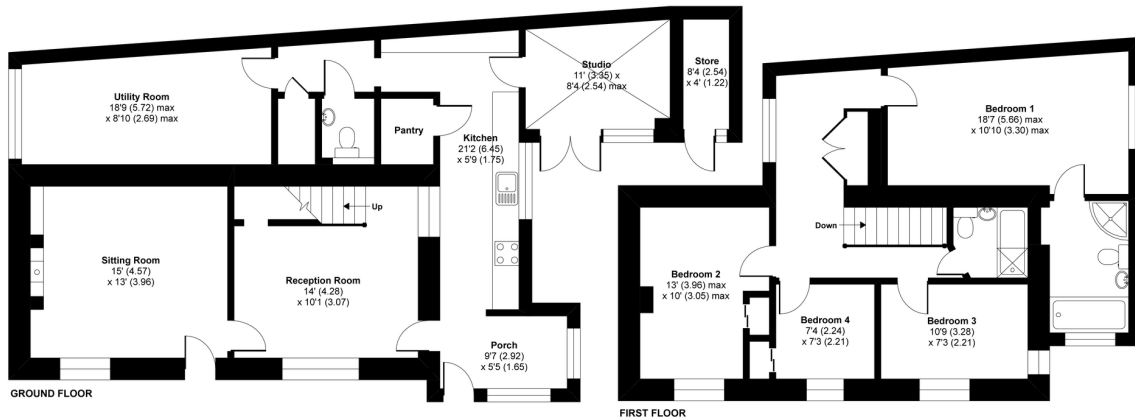 Utility Room
18'9 (5.72) max
x 8'10 (2.69) max
Pantry
Kitchen
21'2 (6.45)
x 5'9 (1.75)
Studio
11' (3.35) x
8'4 (2.54) max
Store
8'4 (2.54)
x 4' (1.22)
Up
Sitting Room
15' (4.57)
x 13' (3.96)
Reception Room
14' (4.28)
x 10'1 (3.07)
Porch
9'7 (2.92)
x 5'5 (1.65)
GROUND FLOOR
Bedroom 1
18'7 (5.66) max
x 10'10 (3.30) max
Down
Bedroom 2
13' (3.96) max
x 10' (3.05) max
Bedroom 4
7'4 (2.24)
x 7'3 (2.21)
Bedroom 3
10'9 (3.28)
x 7'3 (2.21)
FIRST FLOOR